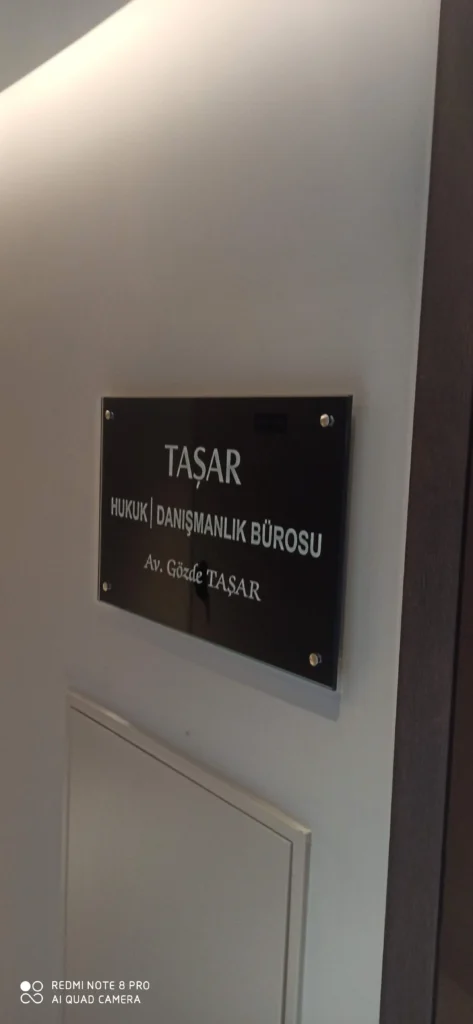 TAŞAR
HUKUK | DANIŞMANLIK BÜROSU
Av. Gözde TAŞAR
REDMI NOTE 8 PRO
AI QUAD CAMERA